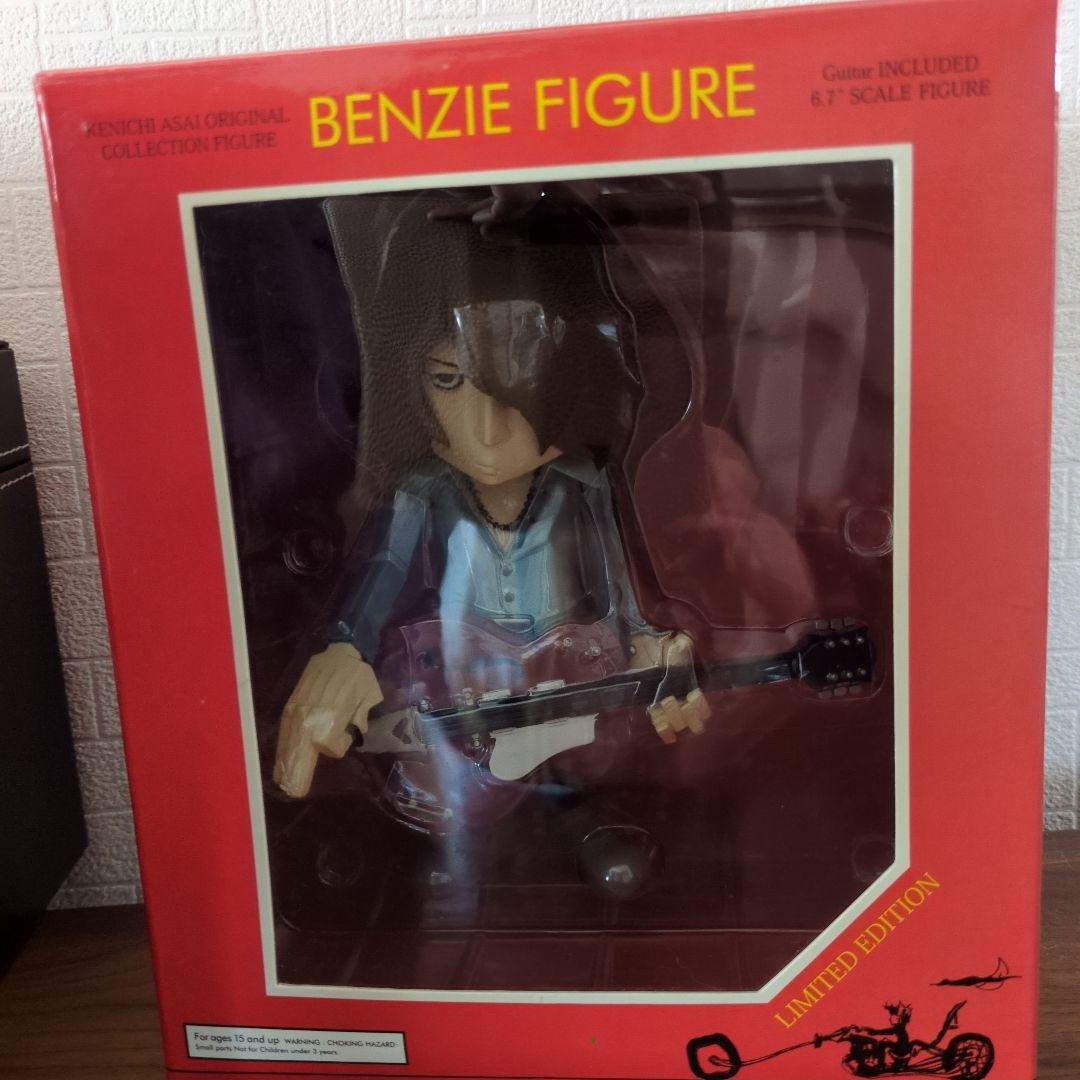 KENICHI ASAI ORIGINAL
COLLECTION FIGURE
BENZIE FIGURE
Guitar INCLUDED
6.7" SCALE FIGURE
LIMITED EDITION
For ages 15 and up WARNING : CHOKING HAZARD
Small parts Not for Children under 3 years.